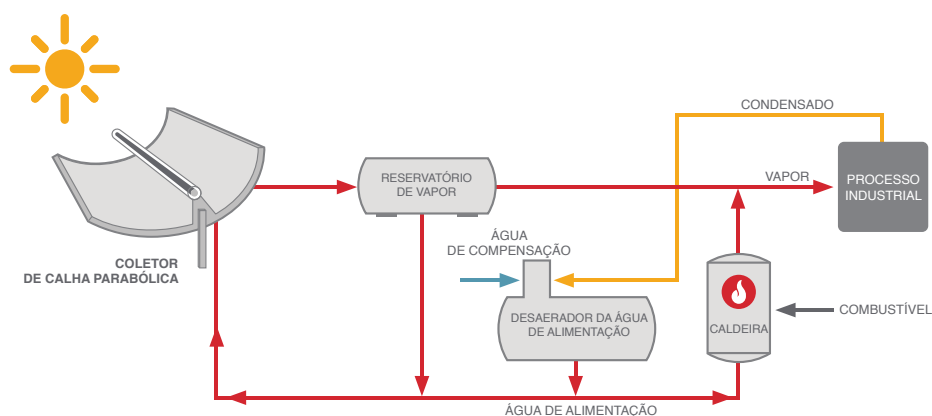 CONDENSADO
RESERVATÓRIO
DE VAPOR
VAPOR
PROCESSO
INDUSTRIAL
COLETOR
DE CALHA PARABÓLICA
ÁGUA
DE COMPENSAÇÃO
DESAERADOR DA ÁGUA
DE ALIMENTAÇÃO
CALDEIRA
COMBUSTÍVEL
ÁGUA DE ALIMENTAÇÃO